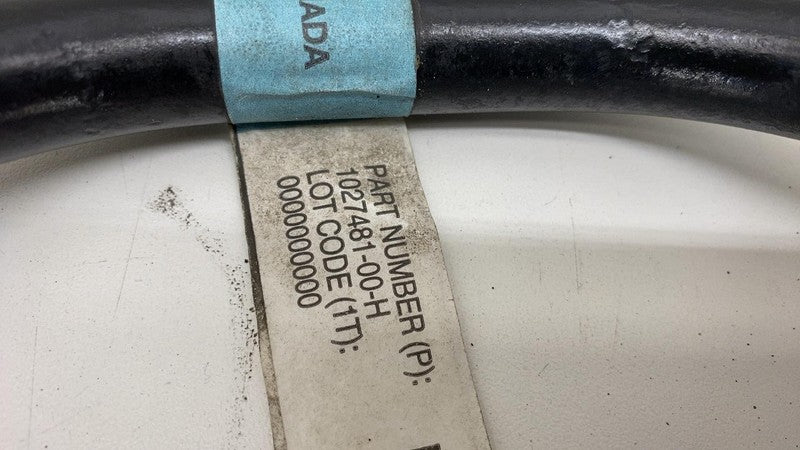 ADA
PART NUMBER (P):
1027481-00-H
LOT CODE (1T):
0000000000